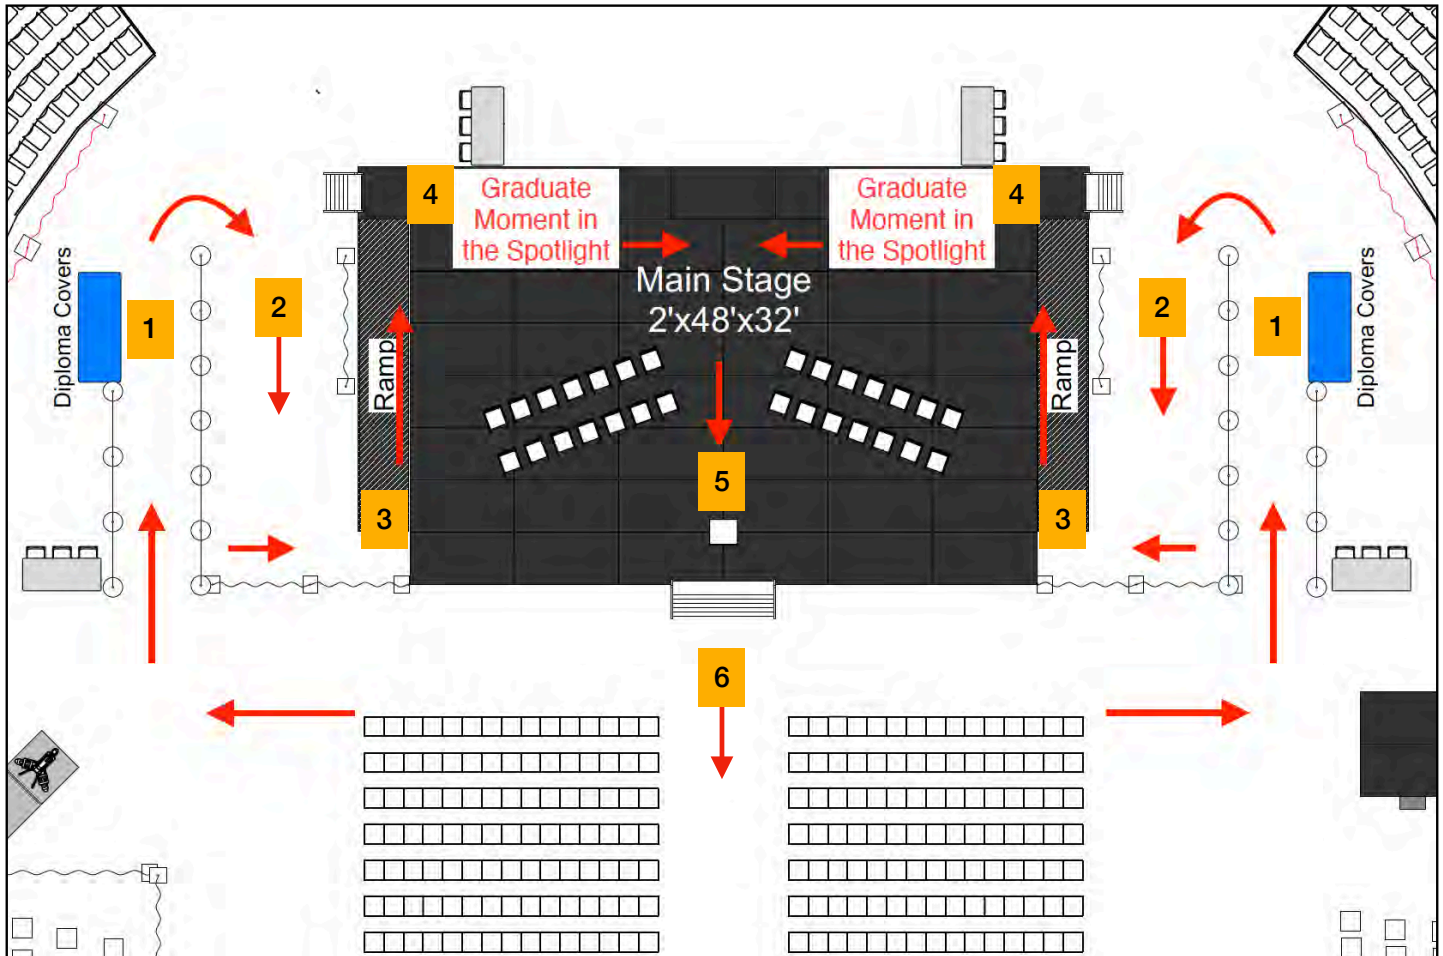 4
Graduate
Moment in
the Spotlight
Graduate
Moment in
the Spotlight
4
Diploma Covers
1
2
Main Stage
2'x48'x32'
2
1
Diploma Covers
Ramp
Ramp
3
5
3
6